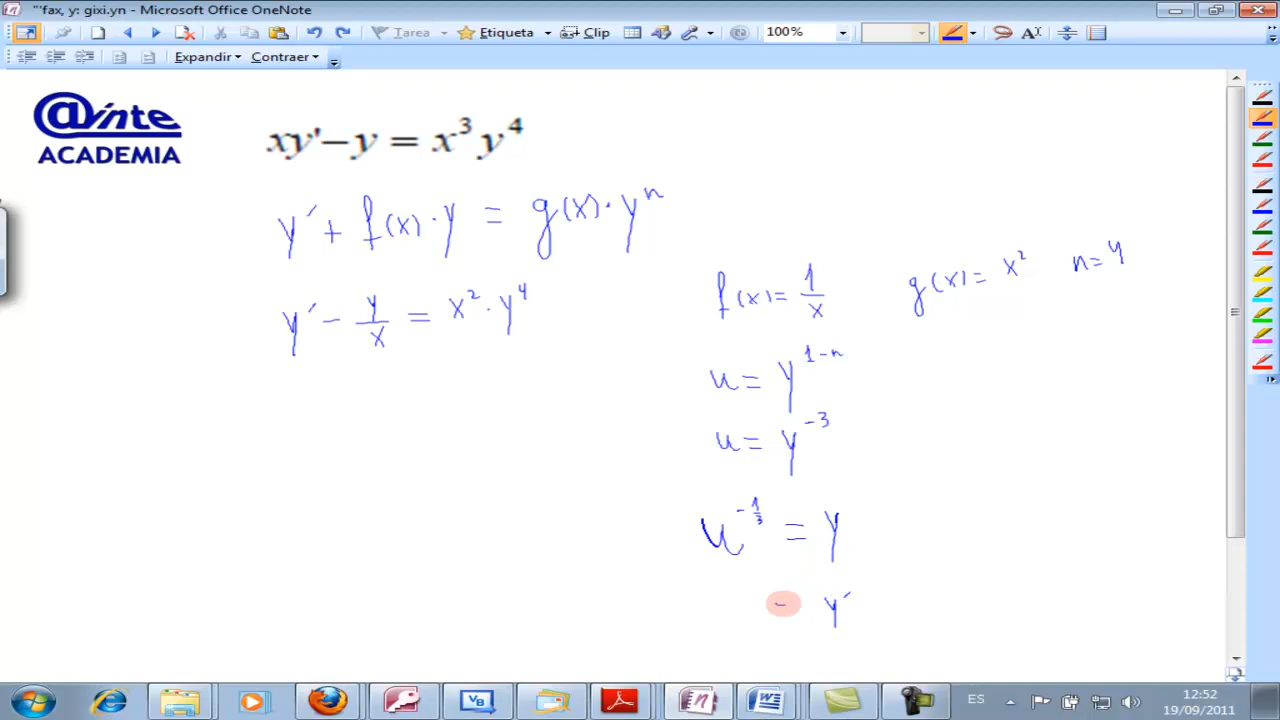 "'fax, y: gixi.yn - Microsoft Office OneNote
Tarea Etiqueta Clip 100%
Expandir Contraer
@inte
ACADEMIA
xy'−y = x³y⁴
y' + f(x)·y = g(x)·yⁿ
y' − y/x = x²·y⁴
f(x) = 1/x g(x) = x² n = 4
u = y^(1−n)
u = y^(−3)
u^(−1/3) = y
- y'
ES 12:52
19/09/2011